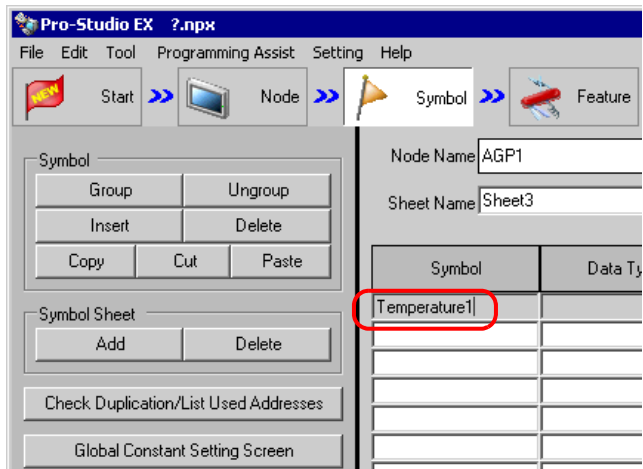 Pro-Studio EX ?.npx
File Edit Tool Programming Assist Setting Help
NEW Start Node Symbol Feature
Symbol
Group Ungroup
Insert Delete
Copy Cut Paste
Symbol Sheet
Add Delete
Check Duplication/List Used Addresses
Global Constant Setting Screen
Node Name AGP1
Sheet Name Sheet3
Symbol Data Ty
Temperature1